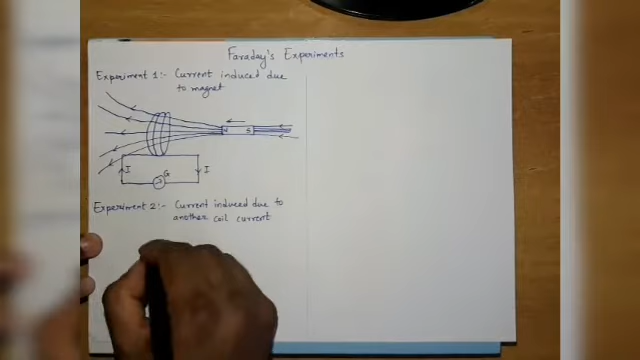 Faraday's Experiments
Experiment 1:- Current induced due
to magnet
N S
I I
G
Experiment 2:- Current induced due to
another coil current